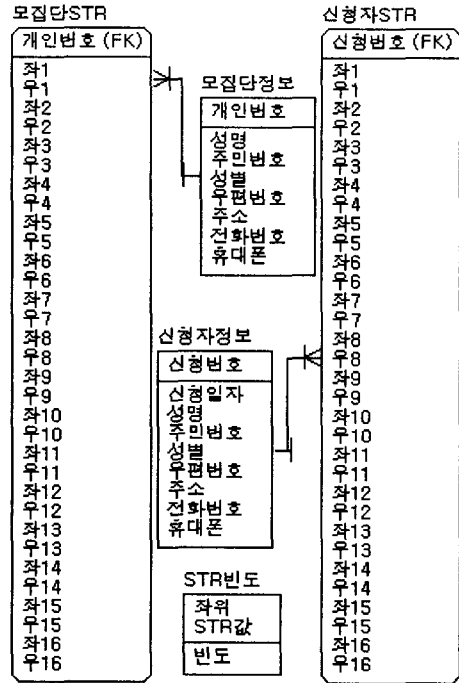 모집단STR
개인번호 (FK)
좌1
우1
좌2
우2
좌3
우3
좌4
우4
좌5
우5
좌6
우6
좌7
우7
좌8
우8
좌9
우9
좌10
우10
좌11
우11
좌12
우12
좌13
우13
좌14
우14
좌15
우15
좌16
우16
모집단정보
개인번호
성명
주민번호
성별
우편번호
주소
전화번호
휴대폰
신청자정보
신청번호
신청일자
성명
주민번호
성별
우편번호
주소
전화번호
휴대폰
STR빈도
좌위
STR값
빈도
신청자STR
신청번호 (FK)
좌1
우1
좌2
우2
좌3
우3
좌4
우4
좌5
우5
좌6
우6
좌7
우7
좌8
우8
좌9
우9
좌10
우10
좌11
우11
좌12
우12
좌13
우13
좌14
우14
좌15
우15
좌16
우16